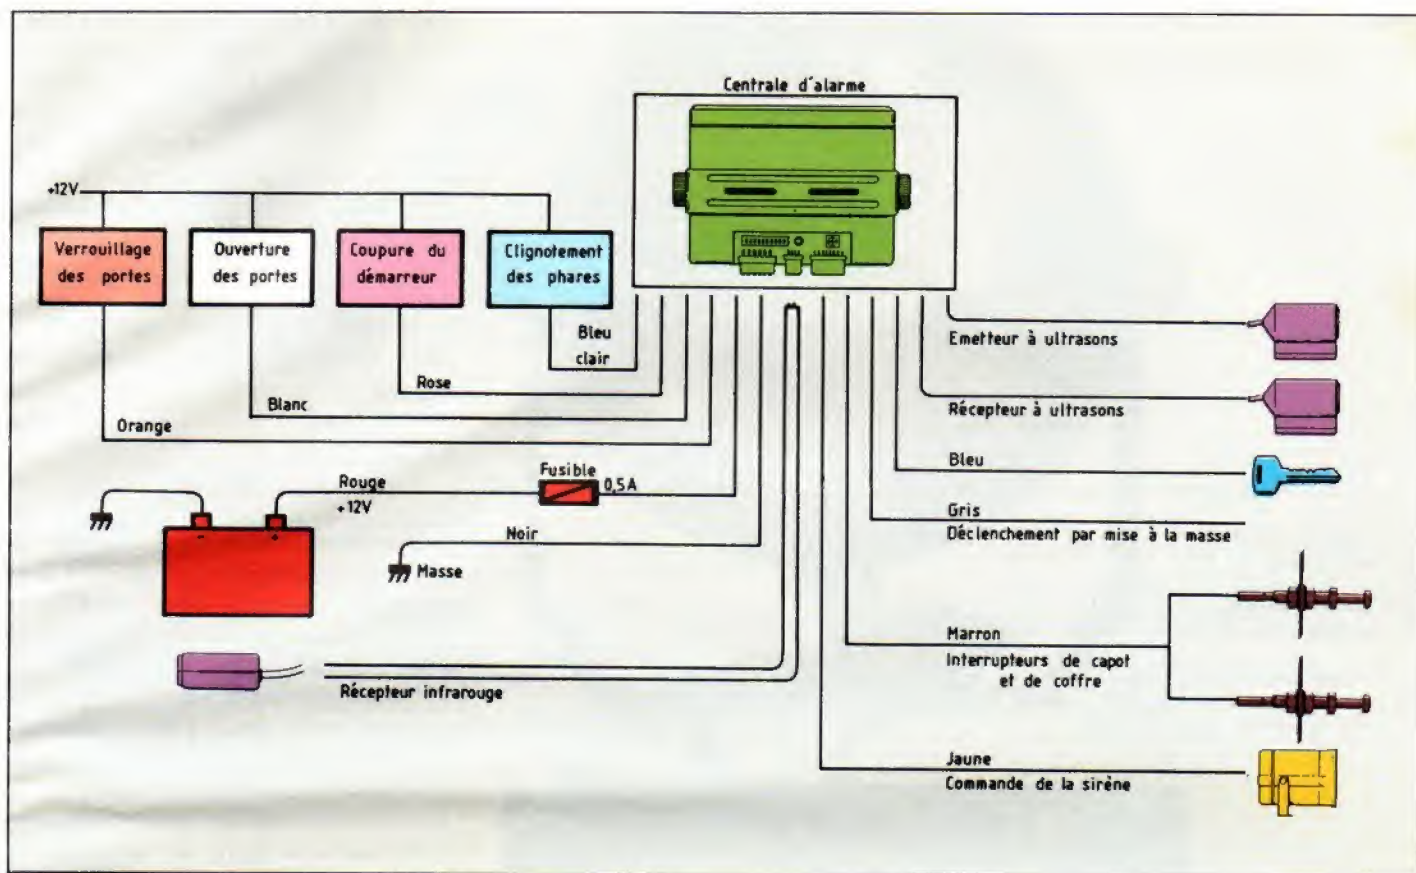 Centrale d'alarme
+12V
Verrouillage
des portes
Ouverture
des portes
Coupure du
démarreur
Clignotement
des phares
Bleu
clair
Rose
Blanc
Orange
Emetteur à ultrasons
Récepteur à ultrasons
Bleu
Gris
Déclenchement par mise à la masse
Rouge
+12V
Fusible
0,5A
- +
Noir
Masse
Récepteur infrarouge
Marron
Interrupteurs de capot
et de coffre
Jaune
Commande de la sirène